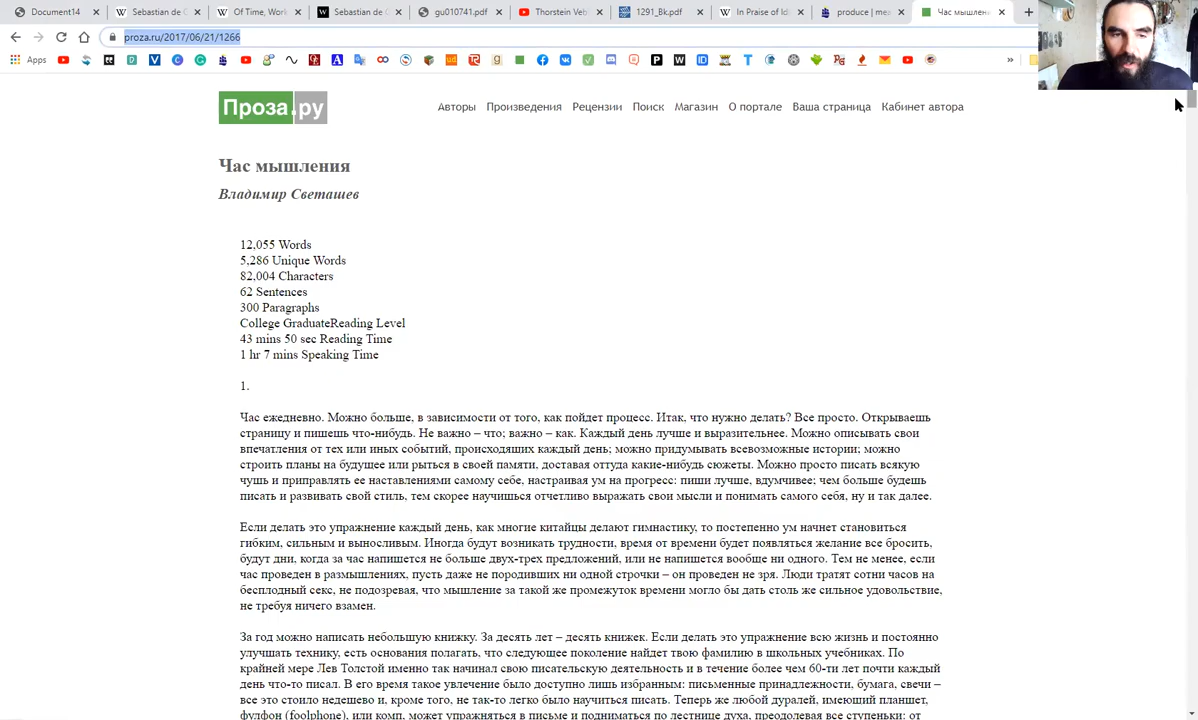 Document14
Sebastian de G
Of Time, Work
Sebastian de G
gu010741.pdf
Thorstein Veb
1291_Bk.pdf
In Praise of Id
produce | mea
Час мышлени
proza.ru/2017/06/21/1266
Apps
Проза.ру
Авторы Произведения Рецензии Поиск Магазин О портале Ваша страница Кабинет автора
Час мышления
Владимир Светашев
12,055 Words
5,286 Unique Words
82,004 Characters
62 Sentences
300 Paragraphs
College GraduateReading Level
43 mins 50 sec Reading Time
1 hr 7 mins Speaking Time
1.
Час ежедневно. Можно больше, в зависимости от того, как пойдет процесс. Итак, что нужно делать? Все просто. Открываешь
страницу и пишешь что-нибудь. Не важно – что; важно – как. Каждый день лучше и выразительнее. Можно описывать свои
впечатления от тех или иных событий, происходящих каждый день; можно придумывать всевозможные истории; можно
строить планы на будущее или рыться в своей памяти, доставая оттуда какие-нибудь сюжеты. Можно просто писать всякую
чушь и приправлять ее наставлениями самому себе, настраивая ум на прогресс: пиши лучше, вдумчивее; чем больше будешь
писать и развивать свой стиль, тем скорее научишься отчетливо выражать свои мысли и понимать самого себя, ну и так далее.
Если делать это упражнение каждый день, как многие китайцы делают гимнастику, то постепенно ум начнет становиться
гибким, сильным и выносливым. Иногда будут возникать трудности, время от времени будет появляться желание все бросить,
будут дни, когда за час напишется не больше двух-трех предложений, или не напишется вообще ни одного. Тем не менее, если
час проведен в размышлениях, пусть даже не породивших ни одной строчки – он проведен не зря. Люди тратят сотни часов на
бесплодный секс, не подозревая, что мышление за такой же промежуток времени могло бы дать столь же сильное удовольствие,
не требуя ничего взамен.
За год можно написать небольшую книжку. За десять лет – десять книжек. Если делать это упражнение всю жизнь и постоянно
улучшать технику, есть основания полагать, что следующее поколение найдет твою фамилию в школьных учебниках. По
крайней мере Лев Толстой именно так начинал свою писательскую деятельность и в течение более чем 60-ти лет почти каждый
день что-то писал. В его время такое увлечение было доступно лишь избранным: письменные принадлежности, бумага, свечи –
все это стоило недешево и, кроме того, не так-то легко было научиться писать. Теперь же любой дуралей, имеющий планшет,
фулфон (foolphone), или комп, может упражняться в письме и подниматься по лестнице духа, преодолевая все ступеньки: от